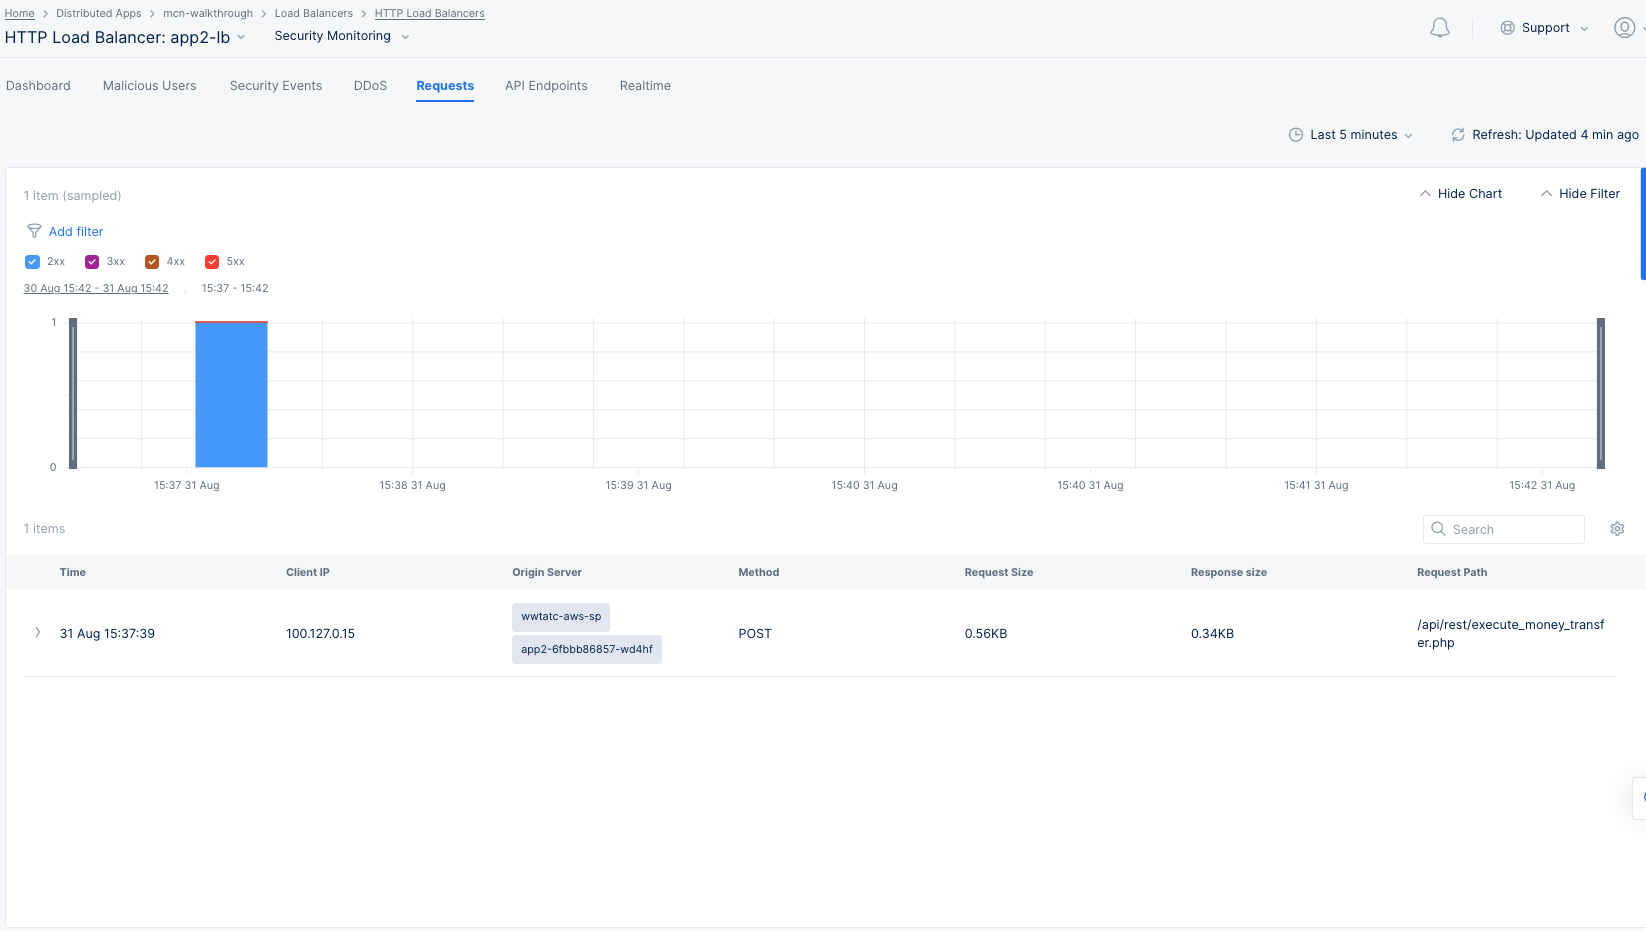 Home Distributed Apps mcn-walkthrough Load Balancers HTTP Load Balancers
HTTP Load Balancer: app2-lb Security Monitoring
Support
Dashboard Malicious Users Security Events DDoS Requests API Endpoints Realtime
Last 5 minutes Refresh: Updated 4 min ago
1 item (sampled)
Hide Chart Hide Filter
Add filter
2xx 3xx 4xx 5xx
30 Aug 15:42 - 31 Aug 15:42 15:37 - 15:42
1
0
15:37 31 Aug 15:38 31 Aug 15:39 31 Aug 15:40 31 Aug 15:40 31 Aug 15:41 31 Aug 15:42 31 Aug
1 items
Search
Time Client IP Origin Server Method Request Size Response size Request Path
31 Aug 15:37:39 100.127.0.15 wwtatc-aws-sp POST 0.56KB 0.34KB /api/rest/execute_money_transf
app2-6fbbb86857-wd4hf er.php